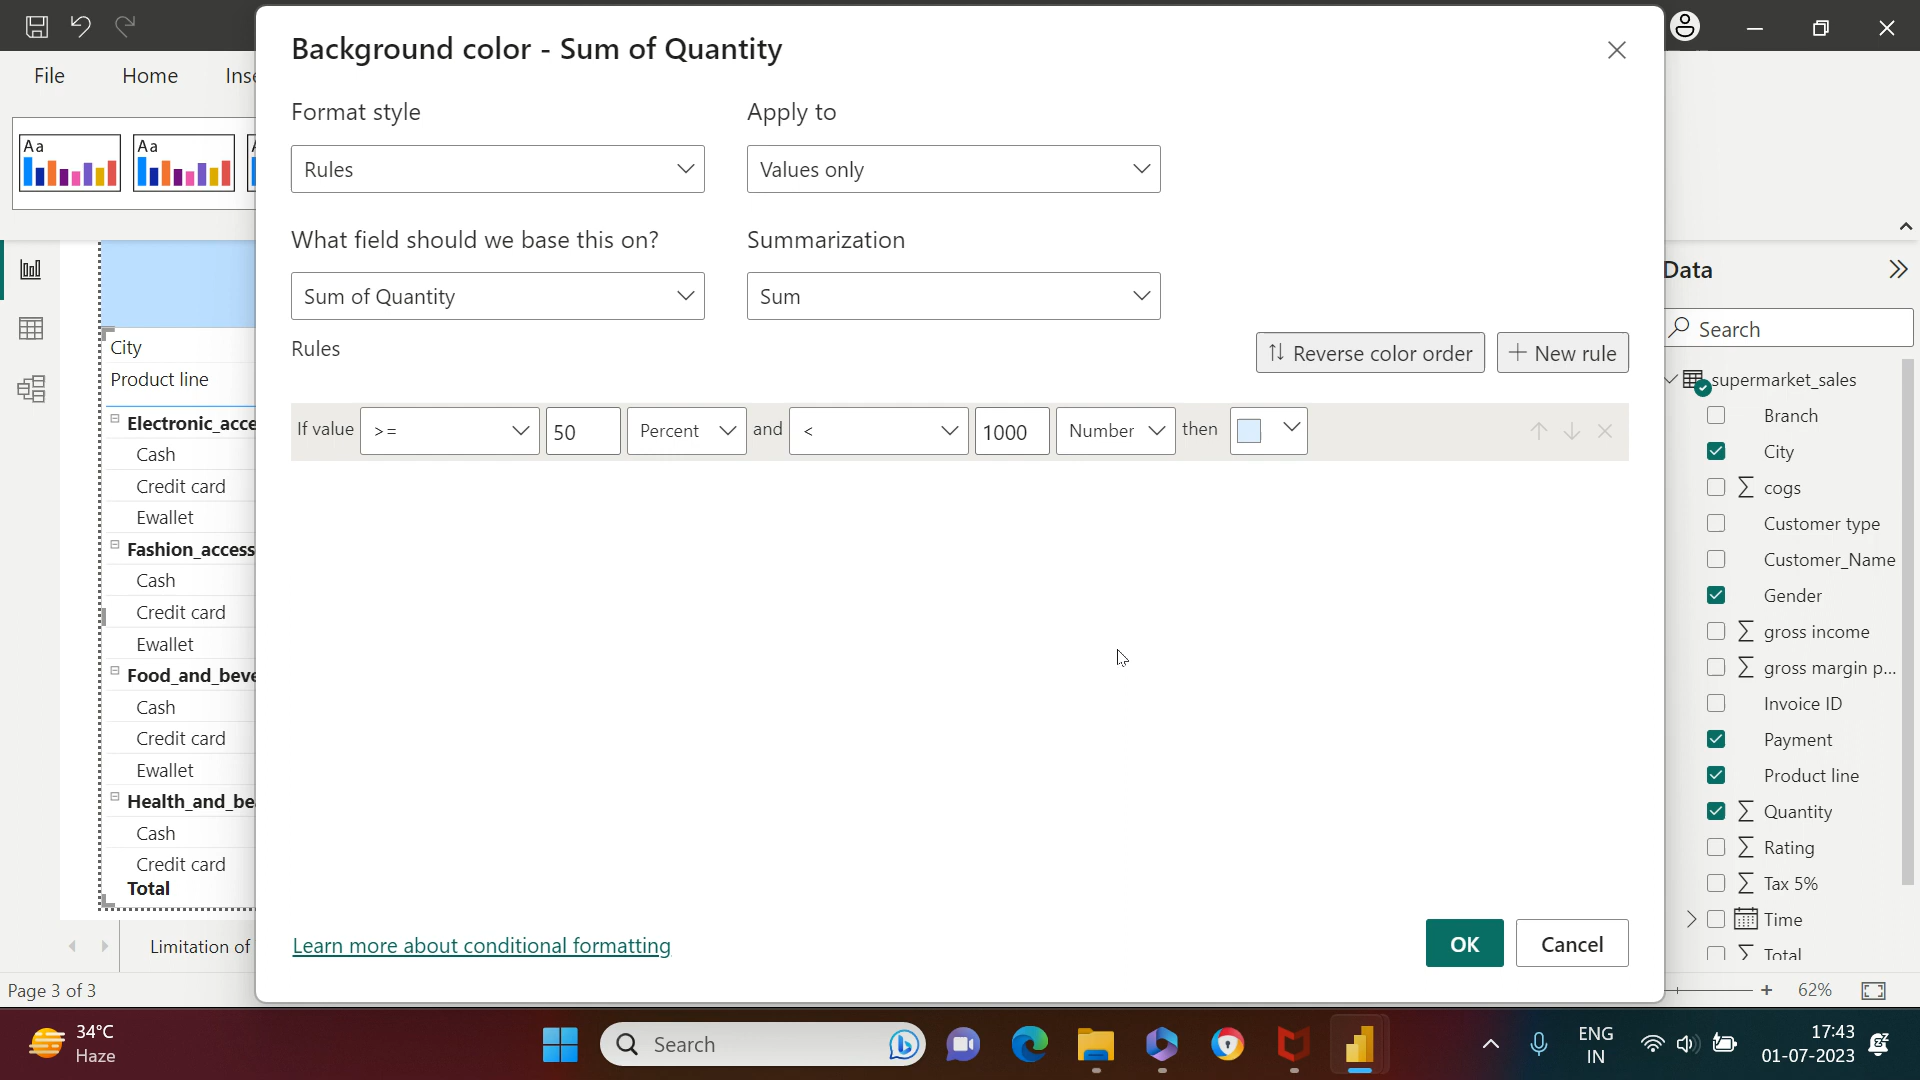 File Home Inse
Aa Aa
Background color - Sum of Quantity
Format style Apply to
Rules Values only
What field should we base this on? Summarization
Sum of Quantity Sum
Rules Reverse color order + New rule
If value >= 50 Percent and < 1000 Number then
Learn more about conditional formatting
OK Cancel
City
Product line
Electronic_acce
Cash
Credit card
Ewallet
Fashion_access
Cash
Credit card
Ewallet
Food_and_beve
Cash
Credit card
Ewallet
Health_and_be
Cash
Credit card
Total
Limitation of
Page 3 of 3
Data
Search
supermarket_sales
Branch
City
∑ cogs
Customer type
Customer_Name
Gender
∑ gross income
∑ gross margin p...
Invoice ID
Payment
Product line
∑ Quantity
∑ Rating
∑ Tax 5%
Time
∑ Total
62%
34°C
Haze
Search
ENG
IN
17:43
01-07-2023